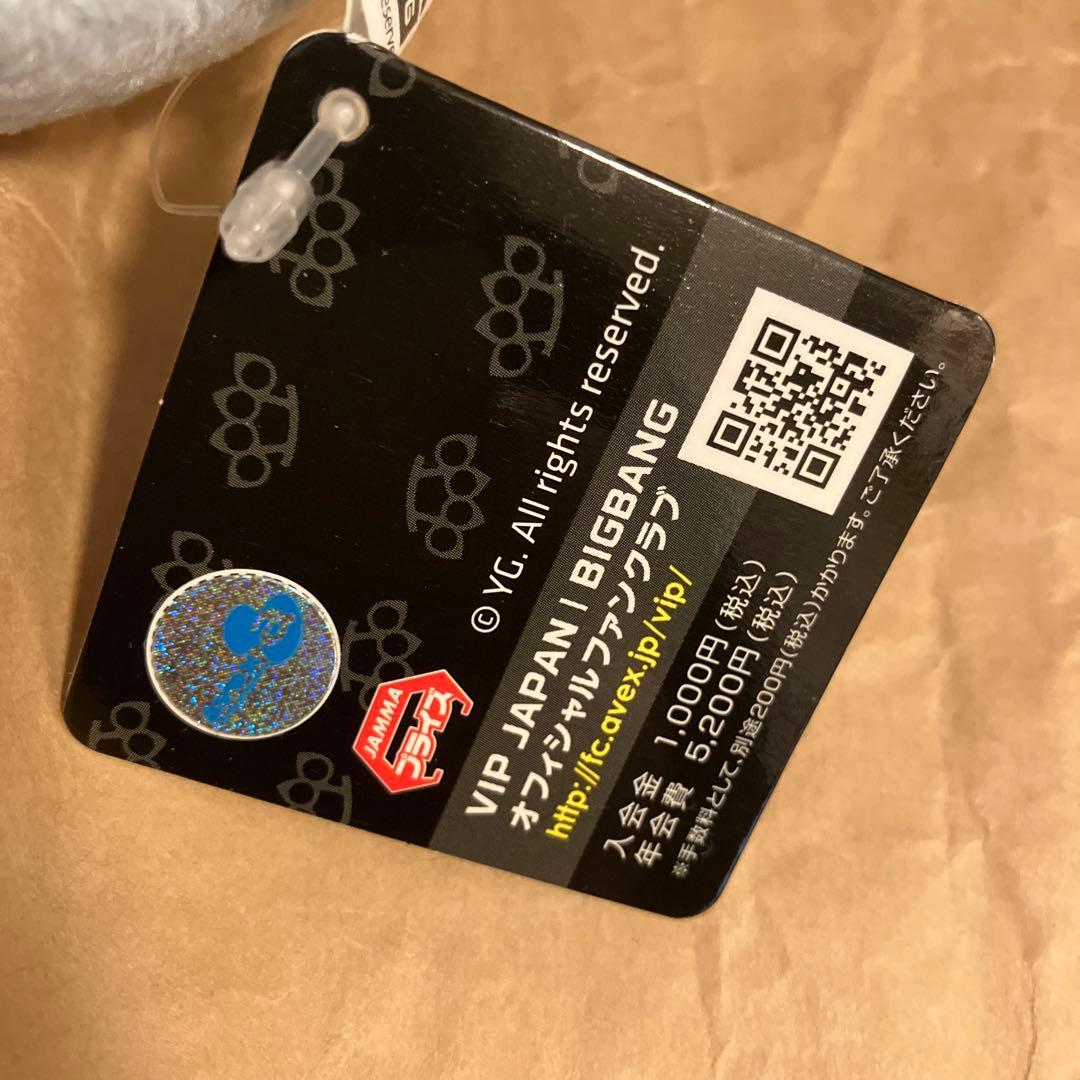 © YG. All rights reserved.
VIP JAPAN | BIGBANG
オフィシャルファンクラブ
http://fc.avex.jp/vip/
入会金 1,000円(税込)
年会費 5,200円(税込)
※手数料として、別途200円(税込)かかります。ご了承ください。
JAMMA
プライズ